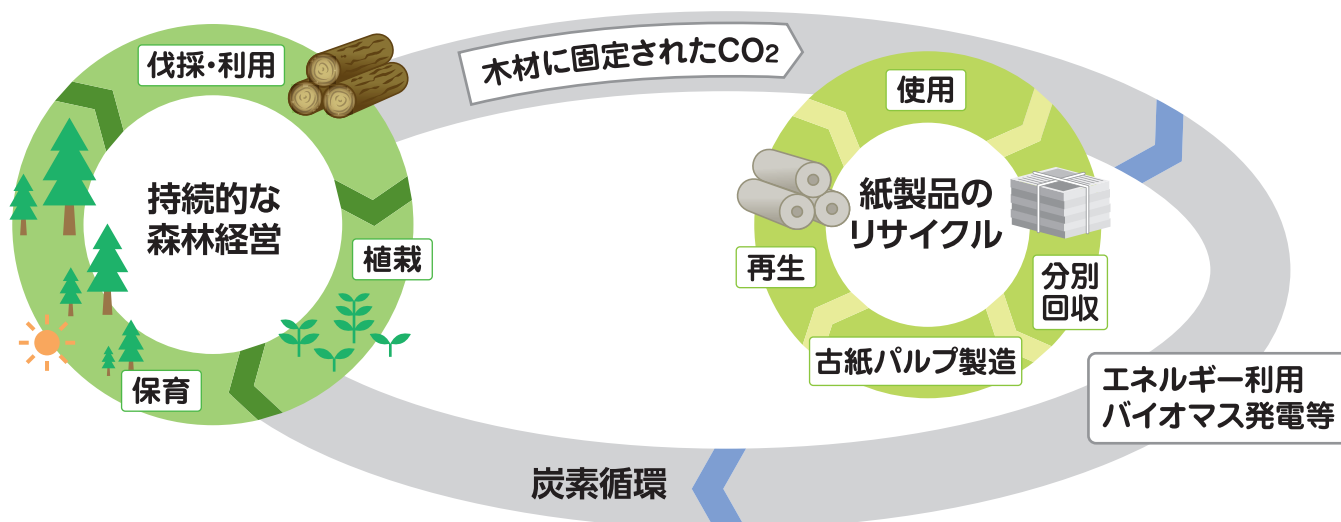 伐採・利用
木材に固定されたCO2
使用
持続的な
森林経営
紙製品の
リサイクル
植栽
再生
分別
回収
古紙パルプ製造
保育
エネルギー利用
バイオマス発電等
炭素循環